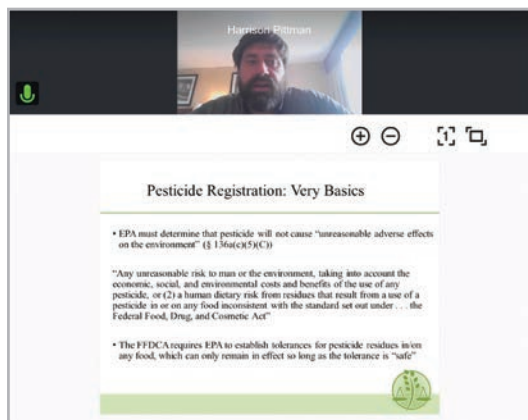 Harrison Pittman
Pesticide Registration: Very Basics
• EPA must determine that pesticide will not cause “unreasonable adverse effects
on the environment” (§ 136a(c)(5)(C))
“Any unreasonable risk to man or the environment, taking into account the
economic, social, and environmental costs and benefits of the use of any
pesticide, or (2) a human dietary risk from residues that result from a use of a
pesticide in or on any food inconsistent with the standard set out under . . . the
Federal Food, Drug, and Cosmetic Act”
• The FFDCA requires EPA to establish tolerances for pesticide residues in/on
any food, which can only remain in effect so long as the tolerance is “safe”